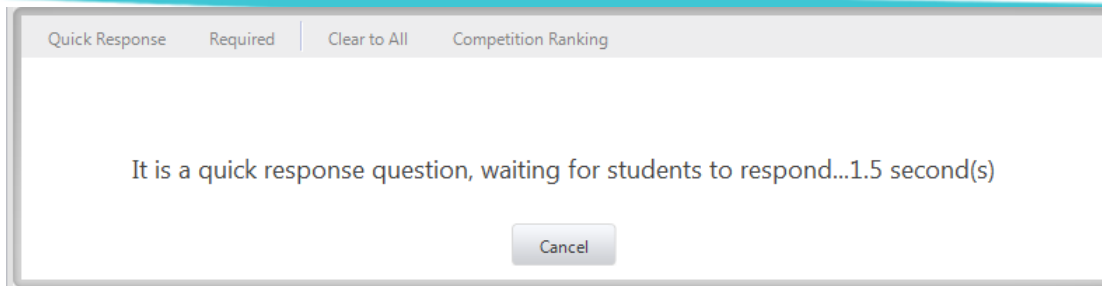 Quick Response Required Clear to All Competition Ranking
It is a quick response question, waiting for students to respond...1.5 second(s)
Cancel